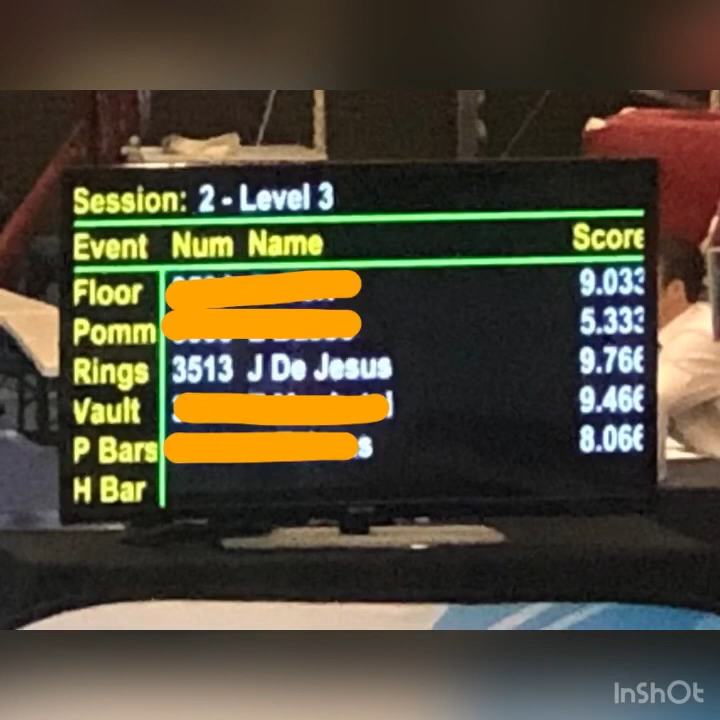 Session: 2 - Level 3
Event Num Name Score
Floor 9.033
Pomm 5.333
Rings 3513 J De Jesus 9.766
Vault 9.466
P Bars 8.066
H Bar
InShOt